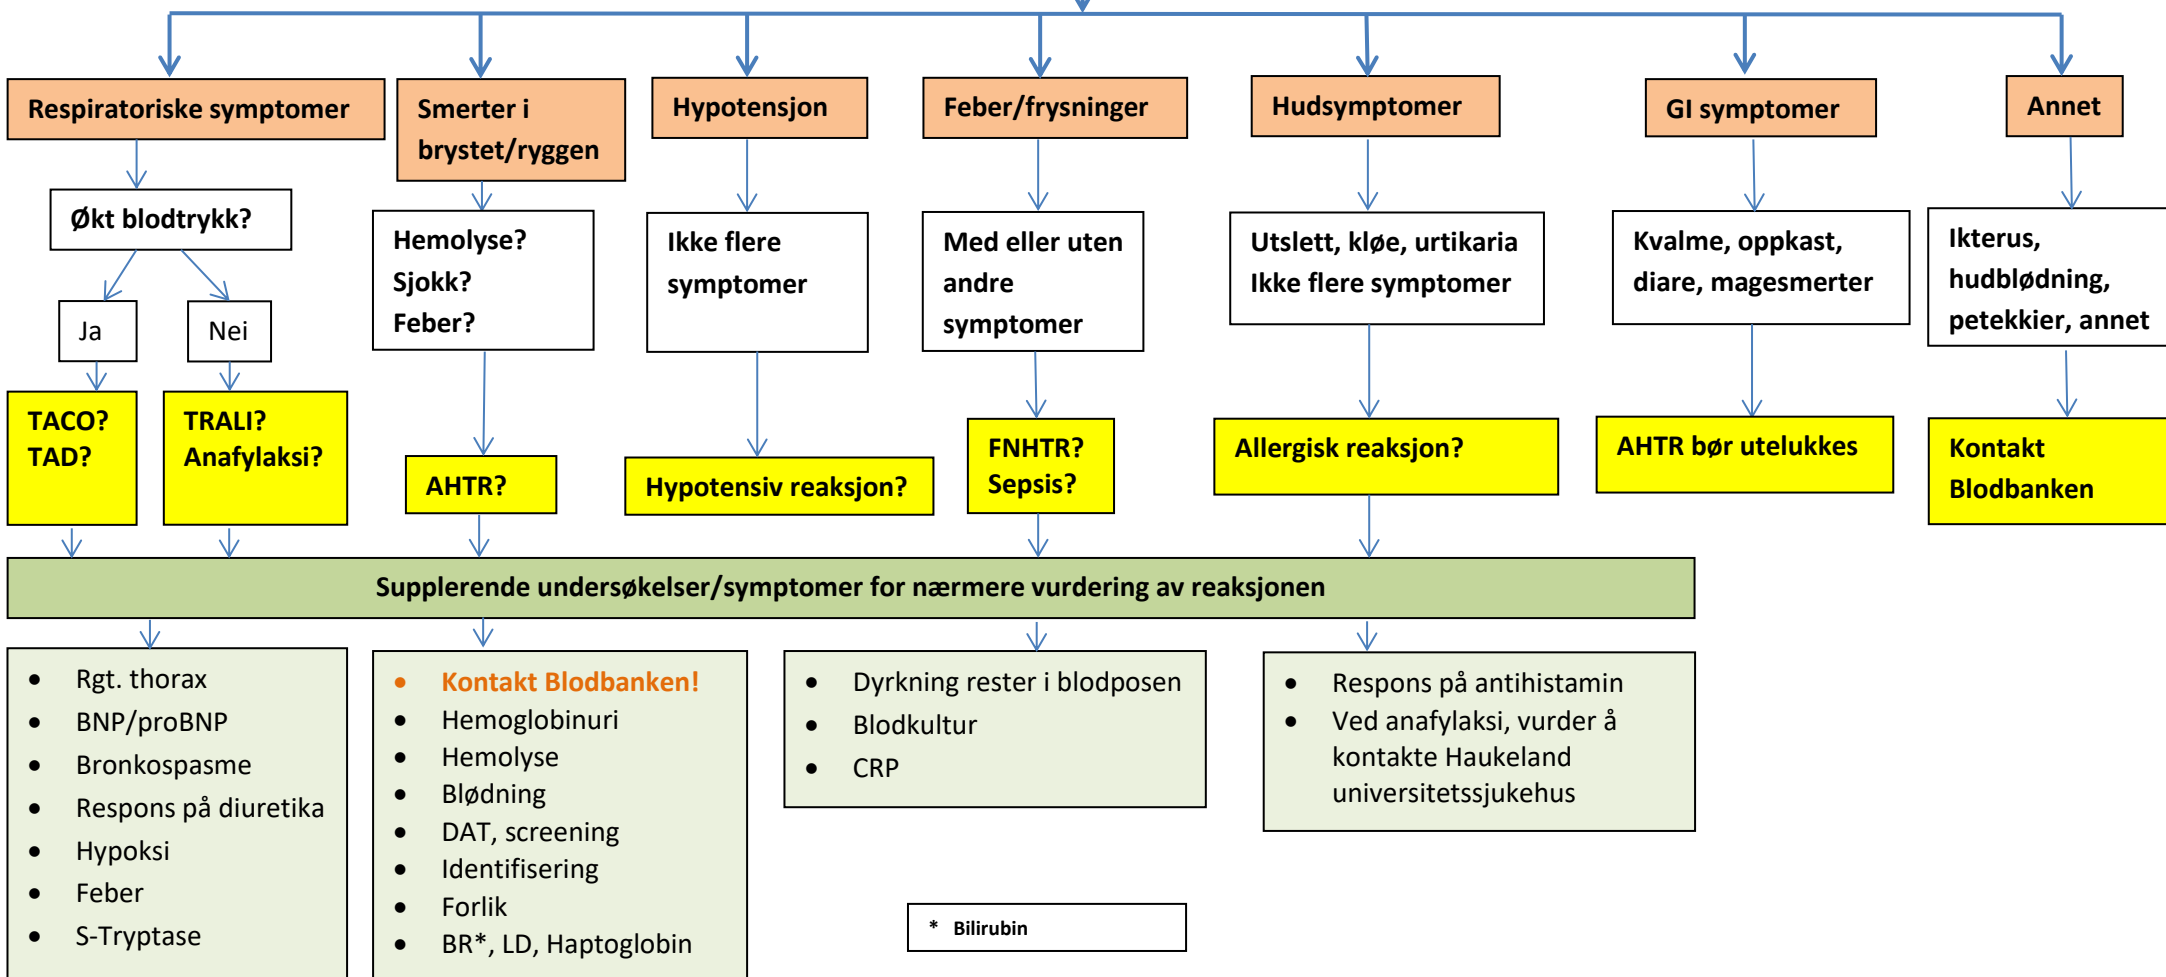 Respiratoriske symptomer
Smerter i
brystet/ryggen
Hypotensjon
Feber/frysninger
Hudsymptomer
GI symptomer
Annet
Økt blodtrykk?
Ja
Nei
Hemolyse?
Sjokk?
Feber?
Ikke flere
symptomer
Med eller uten
andre
symptomer
Utslett, kløe, urtikaria
Ikke flere symptomer
Kvalme, oppkast,
diare, magesmerter
Ikterus,
hudblødning,
petekkier, annet
TACO?
TAD?
TRALI?
Anafylaksi?
AHTR?
Hypotensiv reaksjon?
FNHTR?
Sepsis?
Allergisk reaksjon?
AHTR bør utelukkes
Kontakt
Blodbanken
Supplerende undersøkelser/symptomer for nærmere vurdering av reaksjonen
• Rgt. thorax
• BNP/proBNP
• Bronkospasme
• Respons på diuretika
• Hypoksi
• Feber
• S-Tryptase
• Kontakt Blodbanken!
• Hemoglobinuri
• Hemolyse
• Blødning
• DAT, screening
• Identifisering
• Forlik
• BR*, LD, Haptoglobin
• Dyrkning rester i blodposen
• Blodkultur
• CRP
• Respons på antihistamin
• Ved anafylaksi, vurder å
kontakte Haukeland
universitetssjukehus
* Bilirubin